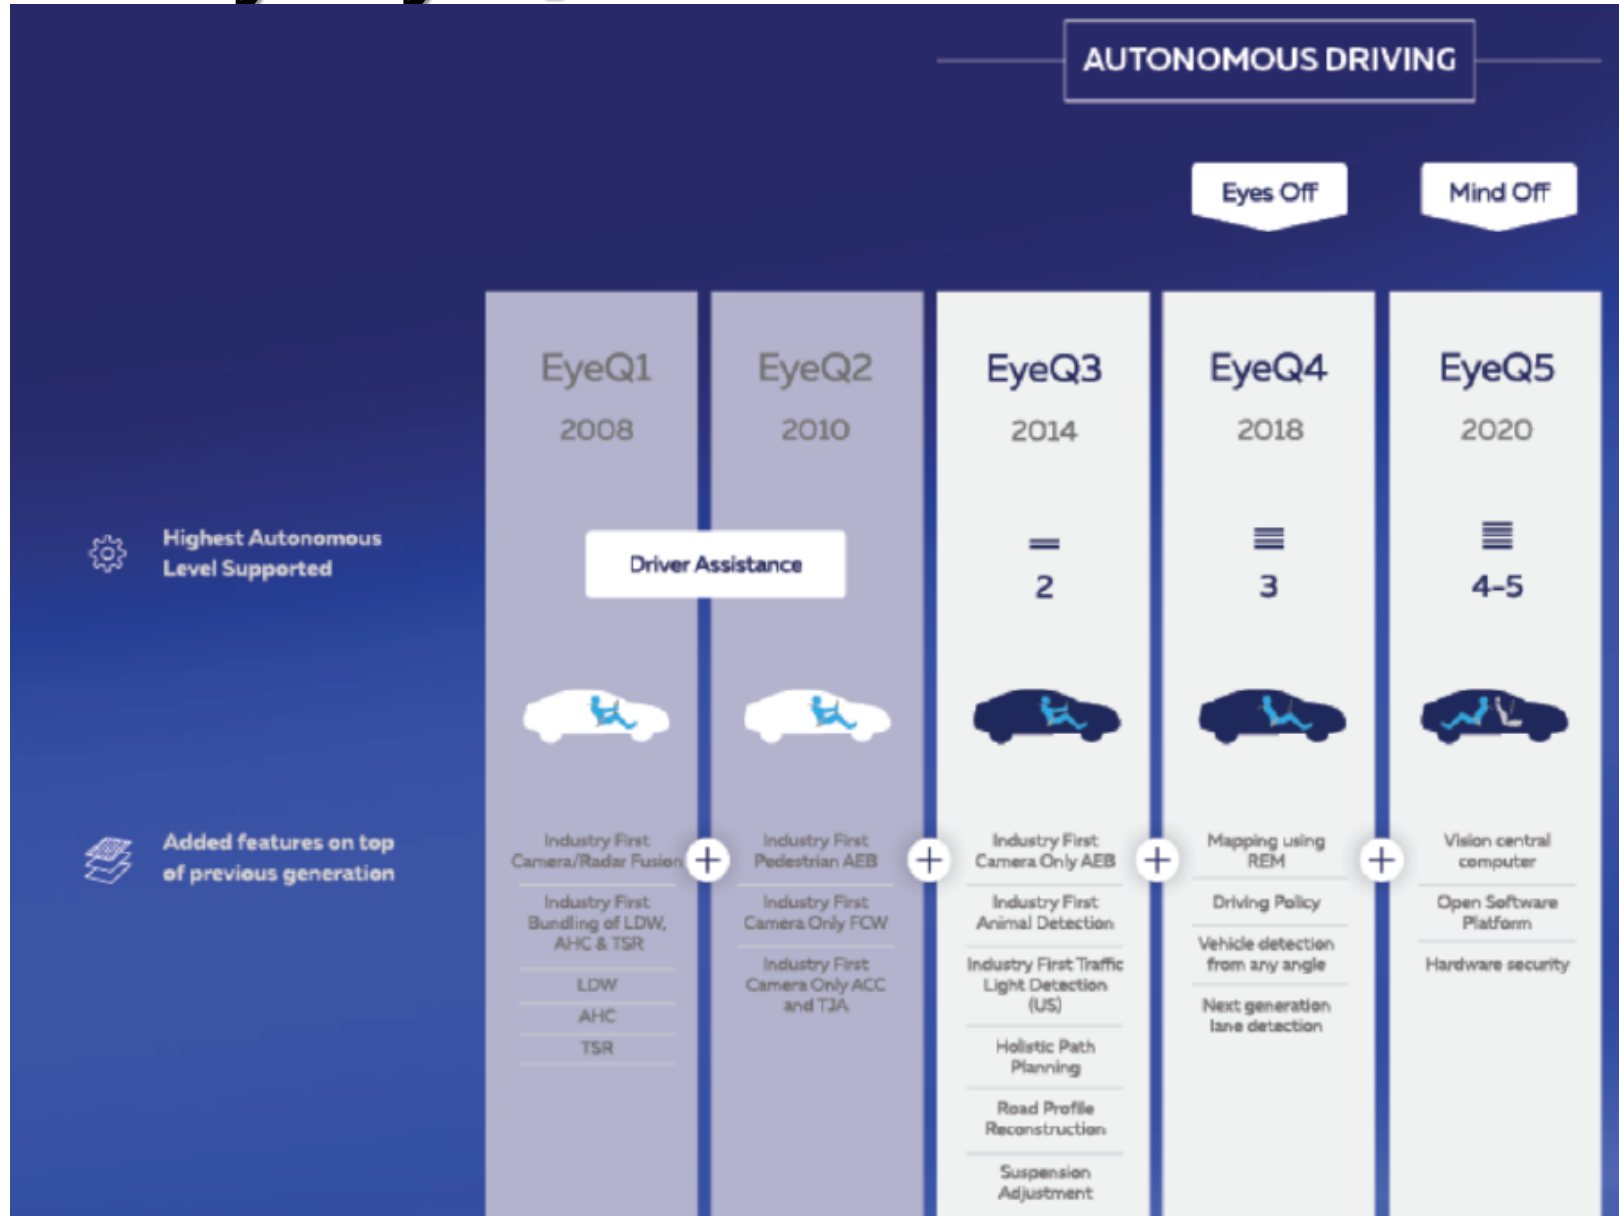 AUTONOMOUS DRIVING
Eyes Off
Mind Off
EyeQ1
2008
EyeQ2
2010
EyeQ3
2014
EyeQ4
2018
EyeQ5
2020
Highest Autonomous
Level Supported
Driver Assistance
2
3
4-5
Added features on top
of previous generation
Industry First
Camera/Radar Fusion
Industry First
Bundling of LDW,
AHC & TSR
LDW
AHC
TSR
+
Industry First
Pedestrian AEB
Industry First
Camera Only FCW
Industry First
Camera Only ACC
and TJA
+
Industry First
Camera Only AEB
Industry First
Animal Detection
Industry First Traffic
Light Detection
(US)
Holistic Path
Planning
Road Profile
Reconstruction
Suspension
Adjustment
+
Mapping using
REM
Driving Policy
Vehicle detection
from any angle
Next generation
lane detection
+
Vision central
computer
Open Software
Platform
Hardware security